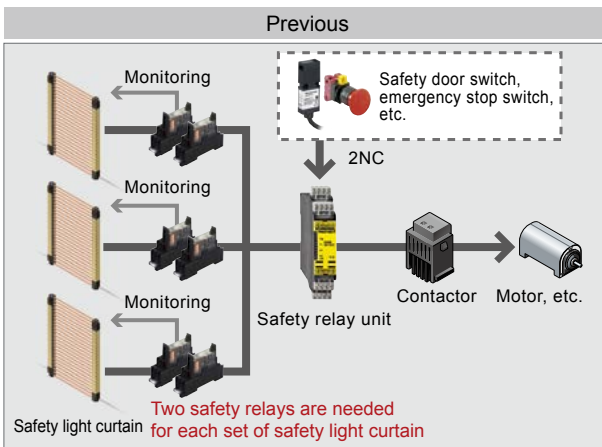 Previous
Monitoring
Safety door switch,
emergency stop switch,
etc.
2NC
Monitoring
Contactor
Motor, etc.
Safety relay unit
Monitoring
Safety light curtain
Two safety relays are needed
for each set of safety light curtain